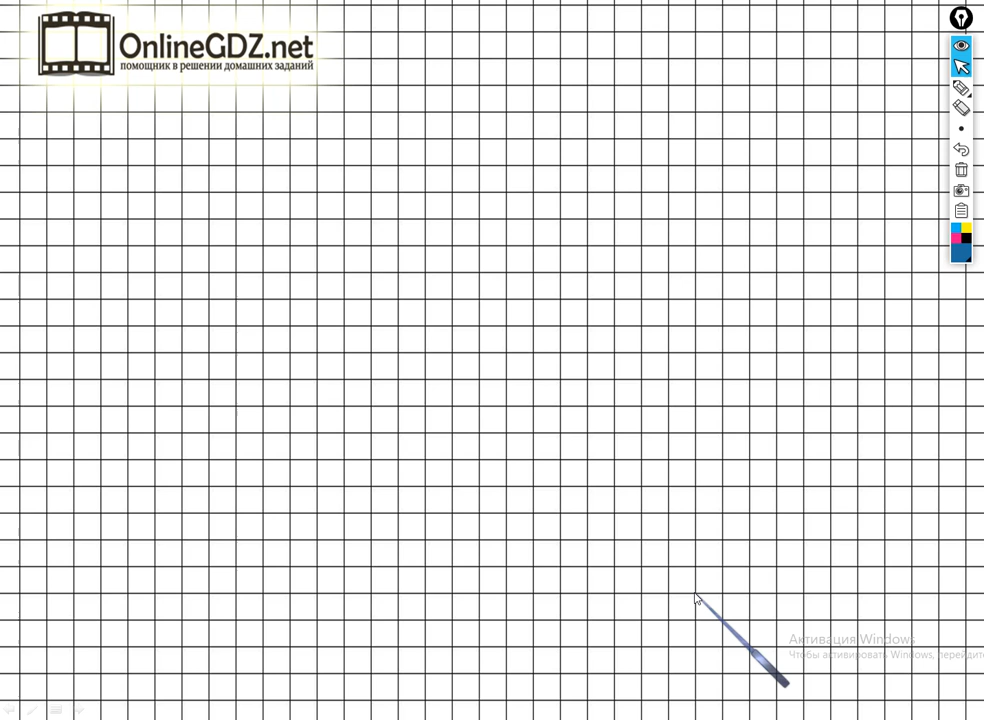 OnlineGDZ.net
помощник в решении домашних заданий
Активация Windows
Чтобы активировать Windows, перейдите